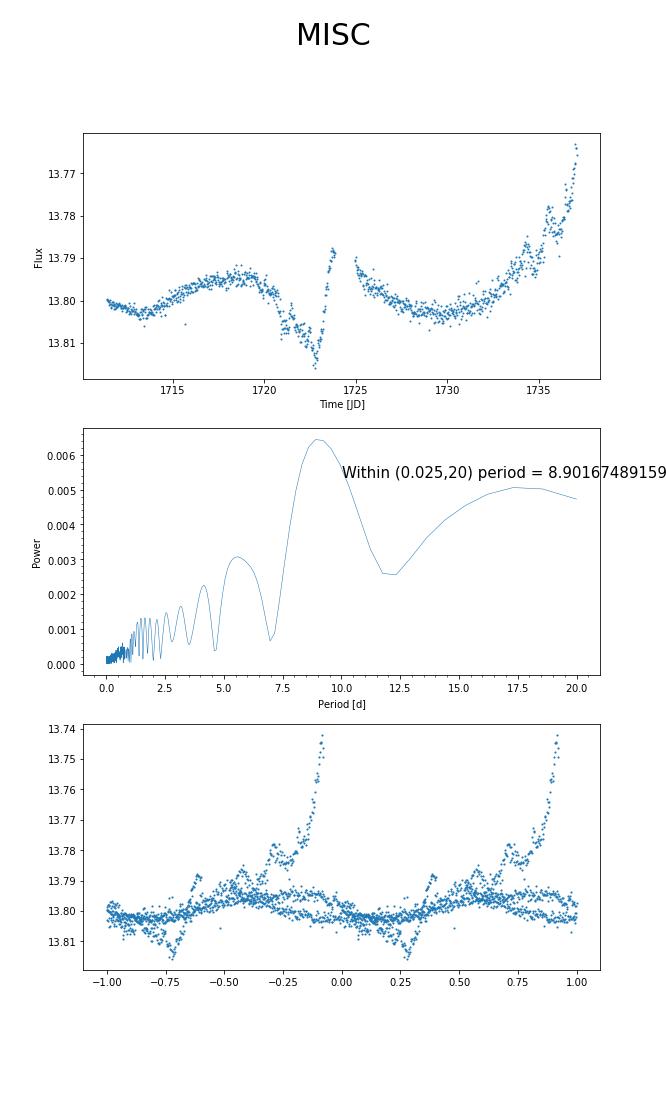 MISC
13.77
13.78
13.79
13.80
13.81
Flux
1715 1720 1725 1730 1735
Time [JD]
0.006
0.005
0.004
0.003
0.002
0.001
0.000
Power
Within (0.025,20) period = 8.90167489159
0.0 2.5 5.0 7.5 10.0 12.5 15.0 17.5 20.0
Period [d]
13.74
13.75
13.76
13.77
13.78
13.79
13.80
13.81
−1.00 −0.75 −0.50 −0.25 0.00 0.25 0.50 0.75 1.00